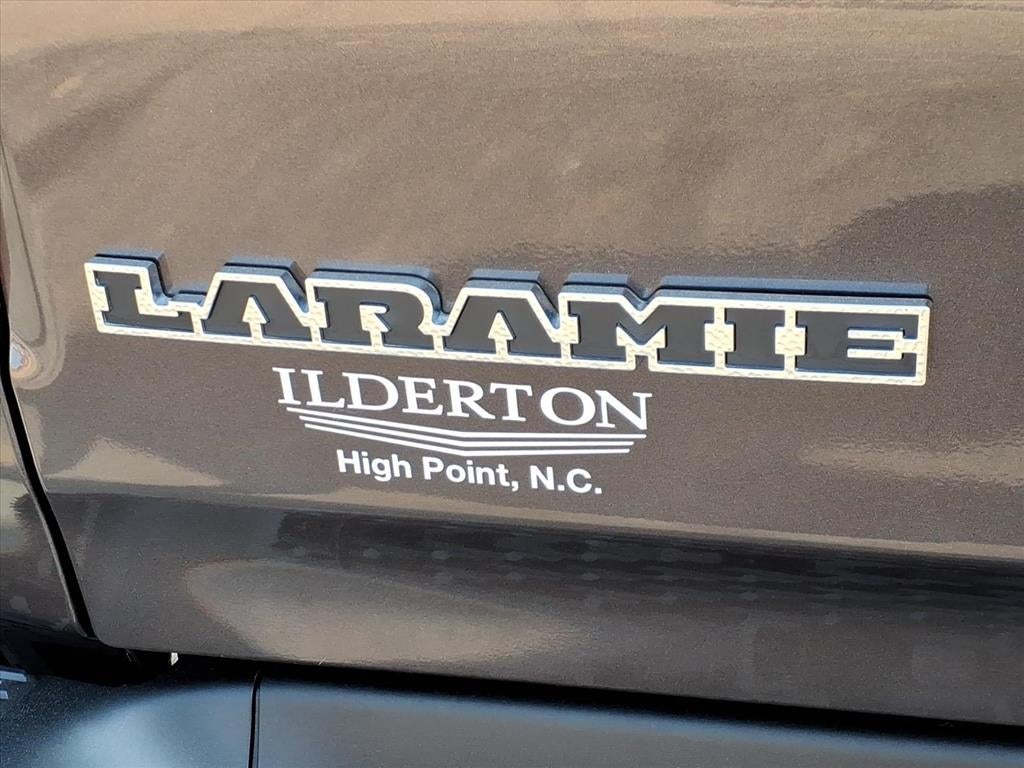 LARAMIE
ILDERTON
High Point, N.C.